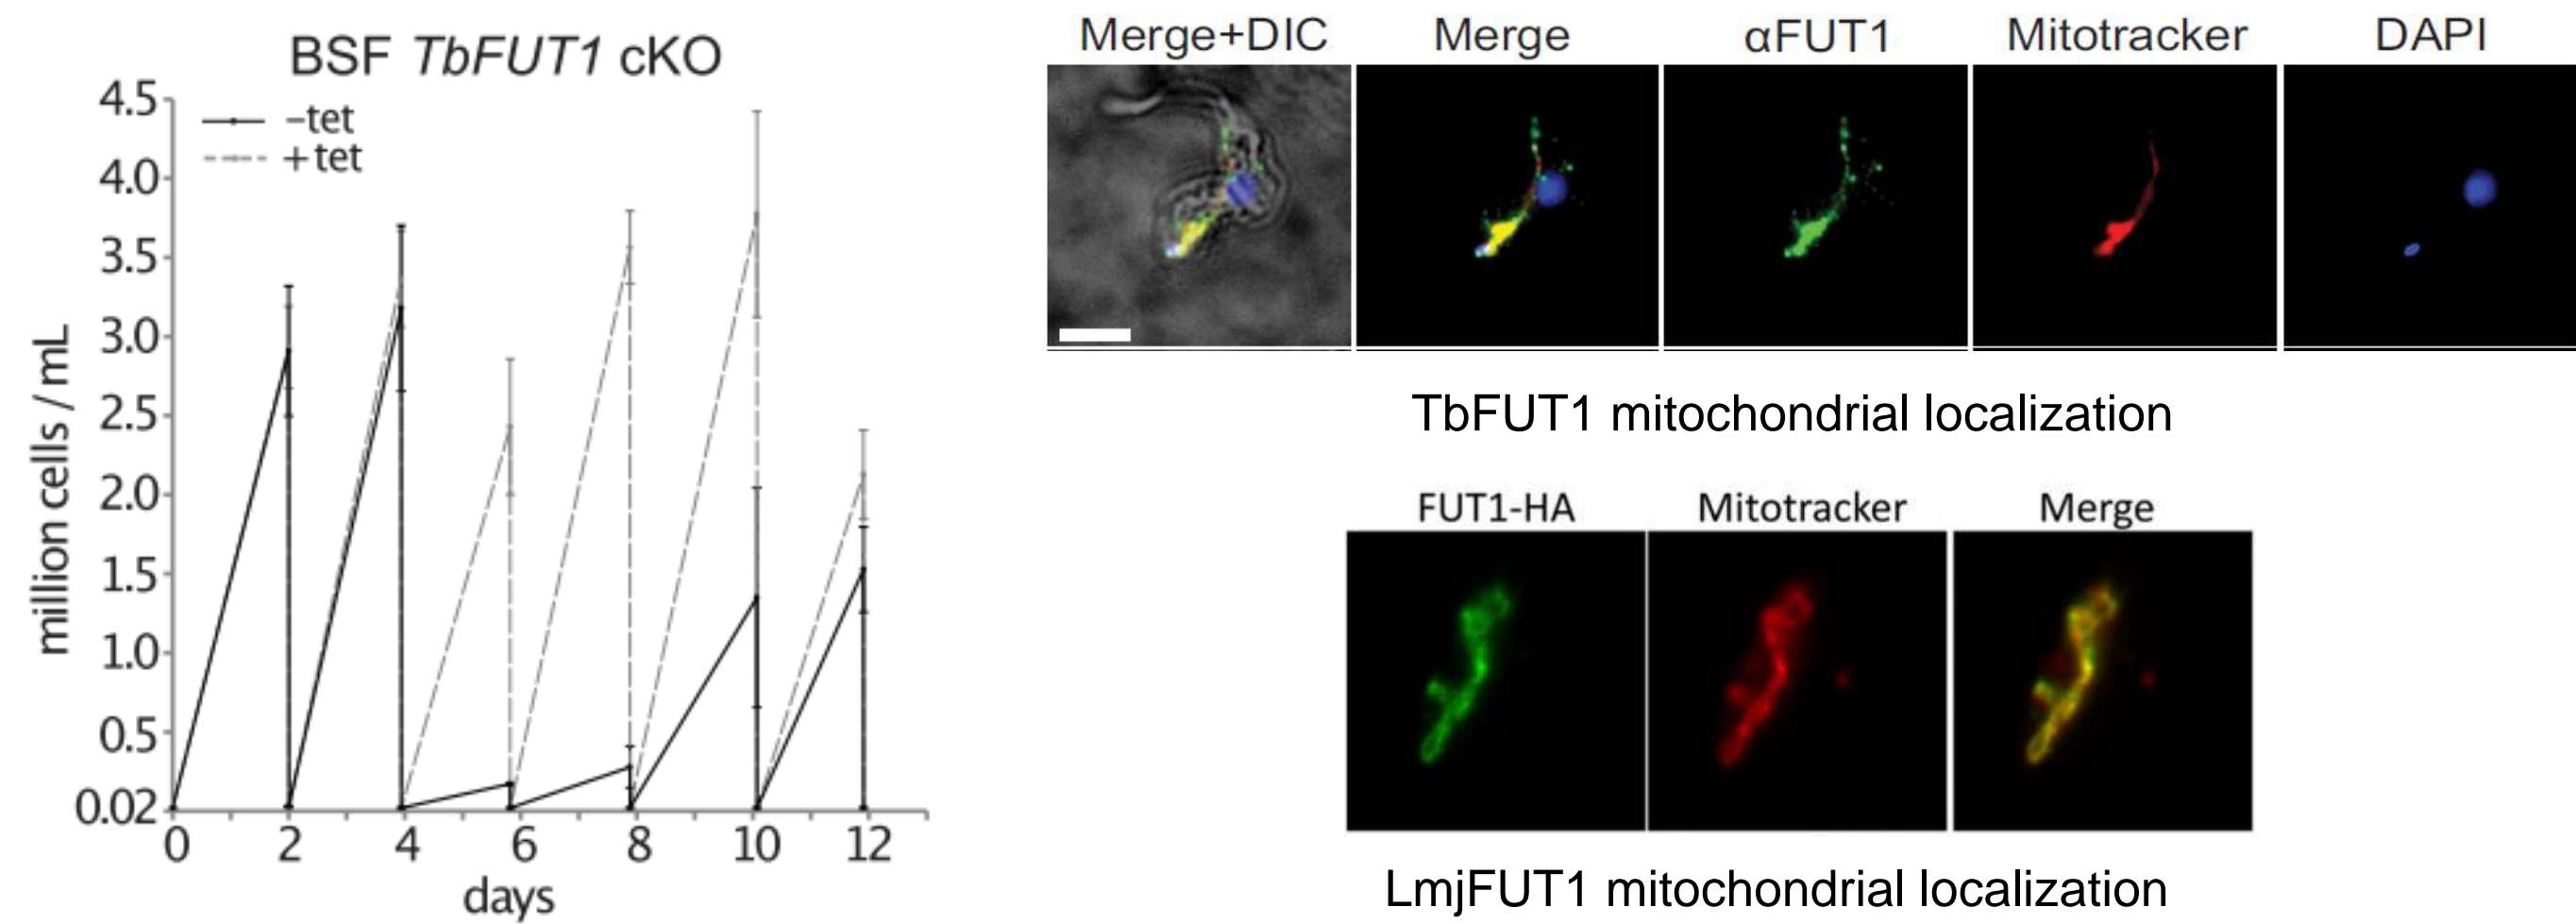 BSF TbFUT1 cKO
−tet
+tet
4.5
4.0
3.5
3.0
2.5
2.0
1.5
1.0
0.5
0.02
million cells / mL
0 2 4 6 8 10 12
days
Merge+DIC Merge αFUT1 Mitotracker DAPI
TbFUT1 mitochondrial localization
FUT1-HA Mitotracker Merge
LmjFUT1 mitochondrial localization